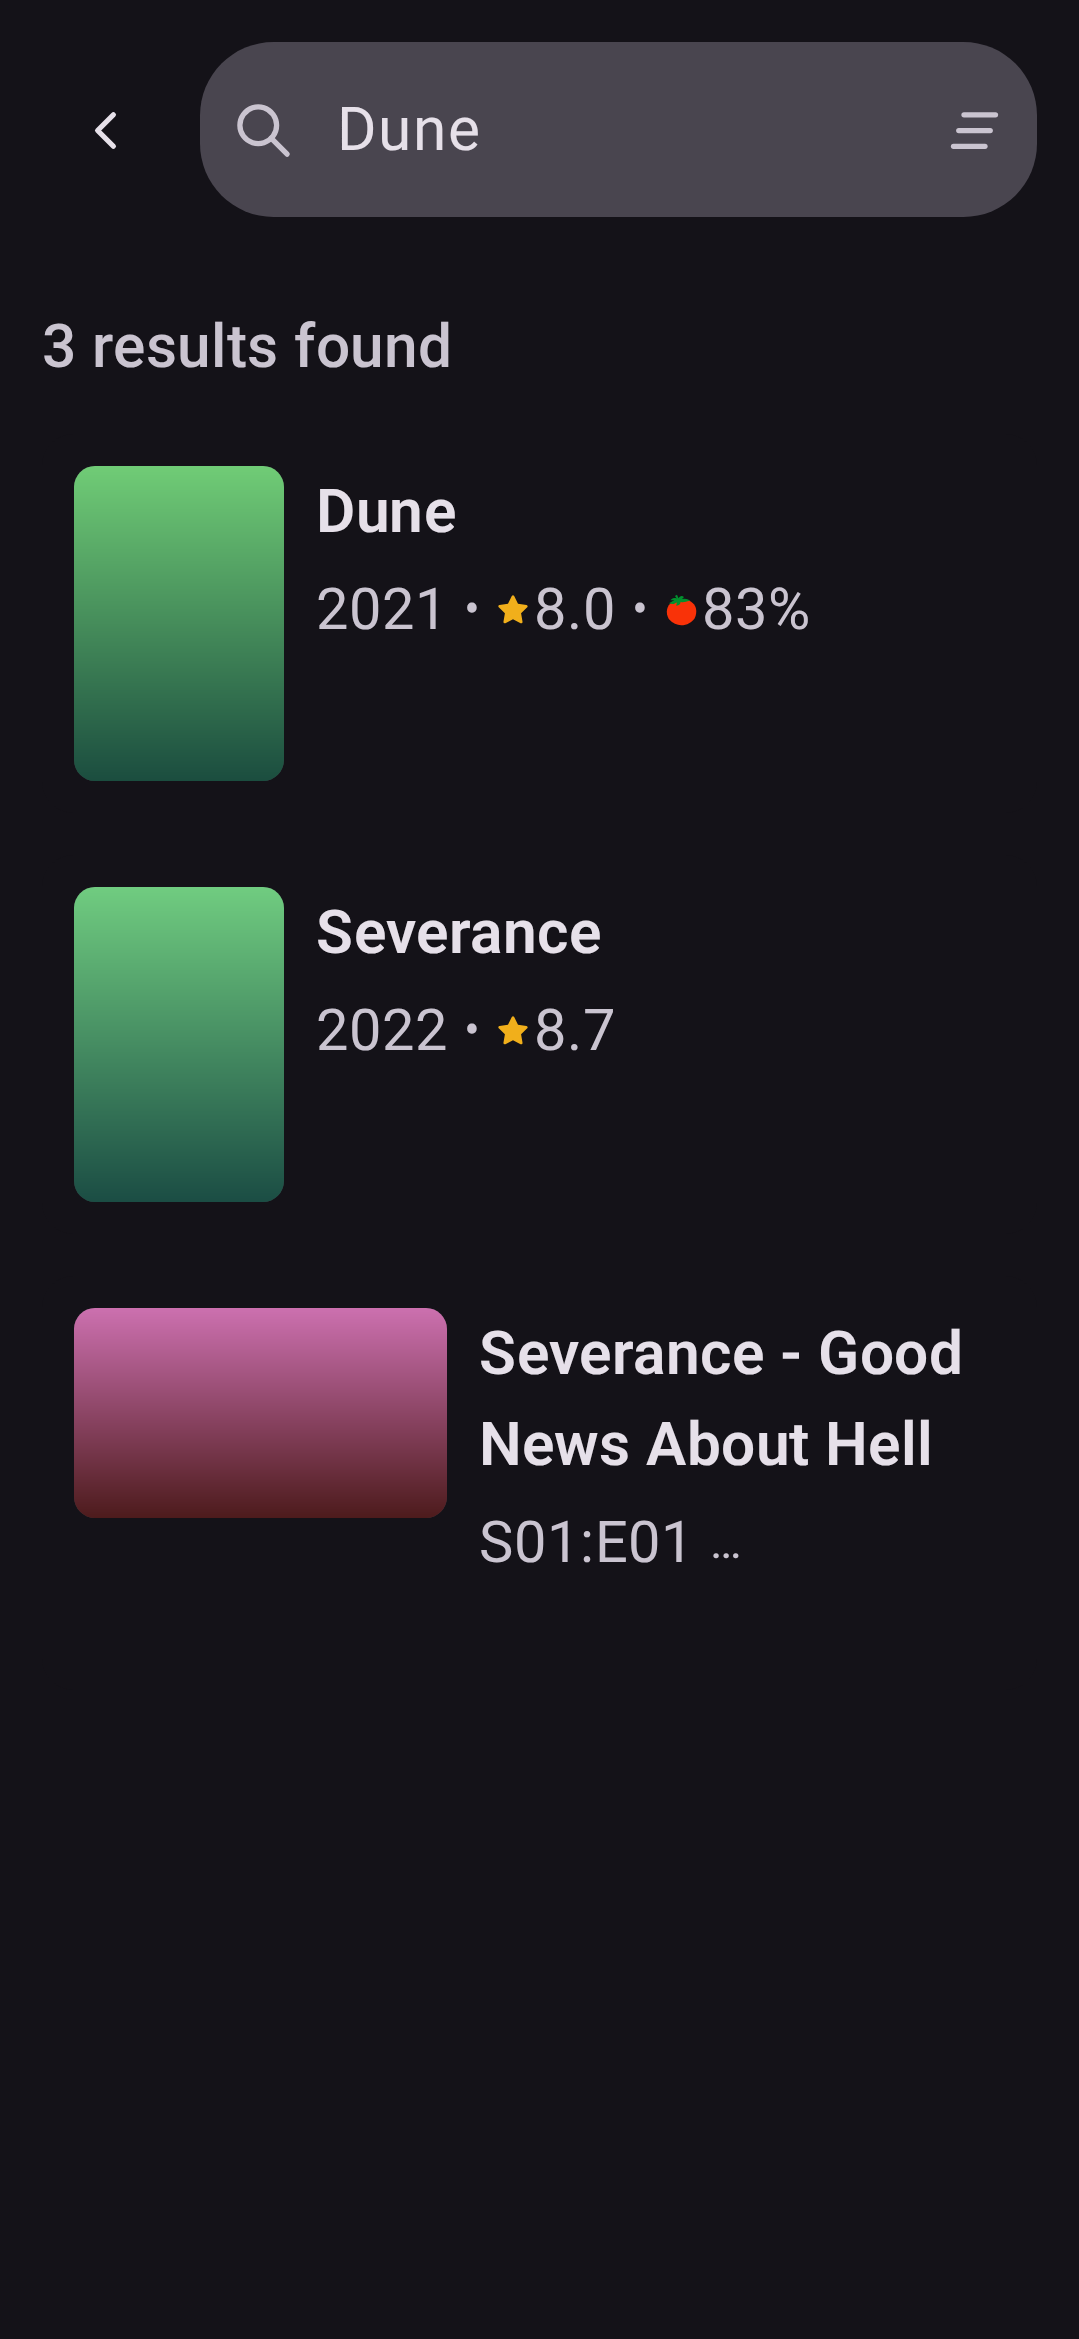 Dune
3 results found
Dune
2021 • 8.0 • 83%
Severance
2022 • 8.7
Severance - Good
News About Hell
S01:E01 …